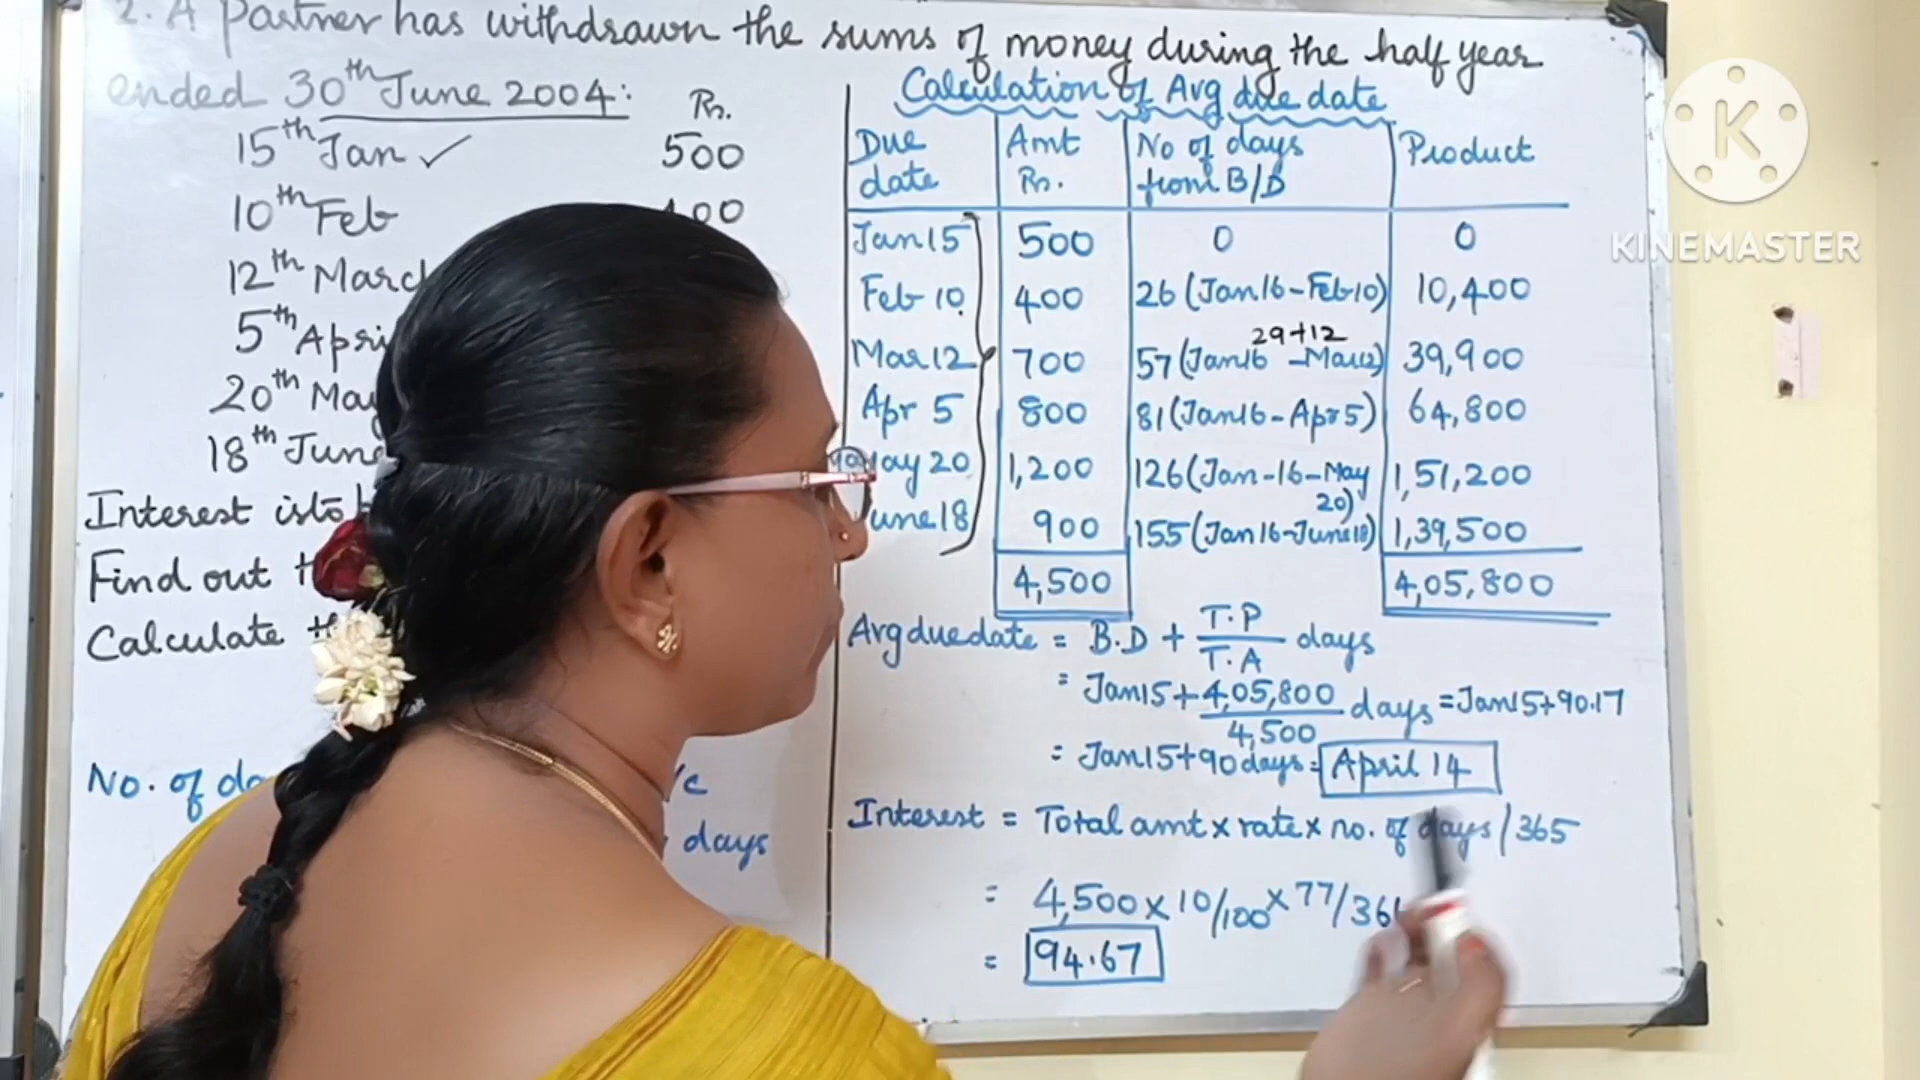 2. A Partner has withdrawn the sums of money during the half year
ended 30th June 2004:
Rs.
15th Jan ✓ 500
10th Feb
12th March
5th Apri
20th May
18th June
Interest is to
Find out
Calculate
No. of da
days
Calculation of Avg due date
Due date | Amt Rs. | No of days from B/D | Product
Jan 15 500 0 0
Feb 10 400 26 (Jan 16 - Feb 10) 10,400
29+12
Mar 12 700 57 (Jan 16 - Mar 12) 39,900
Apr 5 800 81 (Jan 16 - Apr 5) 64,800
May 20 1,200 126 (Jan - 16 - May 20) 1,51,200
June 18 900 155 (Jan 16 - June 18) 1,39,500
4,500 4,05,800
Avg due date = B.D + T.P / T.A days
= Jan 15 + 4,05,800 / 4,500 days = Jan 15 + 90.17
= Jan 15 + 90 days = April 14
Interest = Total amt x rate x no. of days / 365
= 4,500 x 10/100 x 77/36
= 94.67
K
KINEMASTER